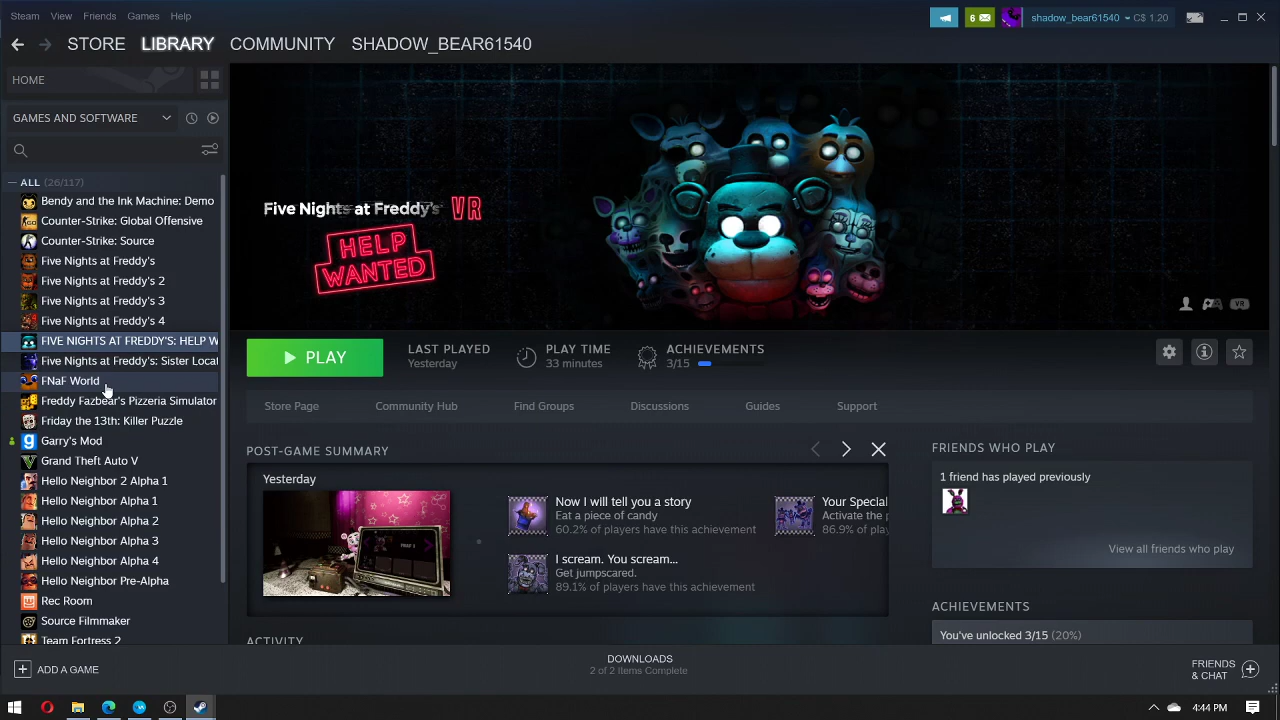 Steam View Friends Games Help
6 shadow_bear61540 C$ 1.20
STORE LIBRARY COMMUNITY SHADOW_BEAR61540
HOME
GAMES AND SOFTWARE
ALL (26/117)
Bendy and the Ink Machine: Demo
Counter-Strike: Global Offensive
Counter-Strike: Source
Five Nights at Freddy's
Five Nights at Freddy's 2
Five Nights at Freddy's 3
Five Nights at Freddy's 4
FIVE NIGHTS AT FREDDY'S: HELP W
Five Nights at Freddy's: Sister Locat
FNaF World
Freddy Fazbear's Pizzeria Simulator
Friday the 13th: Killer Puzzle
Garry's Mod
Grand Theft Auto V
Hello Neighbor 2 Alpha 1
Hello Neighbor Alpha 1
Hello Neighbor Alpha 2
Hello Neighbor Alpha 3
Hello Neighbor Alpha 4
Hello Neighbor Pre-Alpha
Rec Room
Source Filmmaker
Team Fortress 2
ADD A GAME
Five Nights at Freddy's VR
HELP
WANTED
VR
PLAY
LAST PLAYED
Yesterday
PLAY TIME
33 minutes
ACHIEVEMENTS
3/15
Store Page Community Hub Find Groups Discussions Guides Support
POST-GAME SUMMARY
Yesterday
Now I will tell you a story
Eat a piece of candy
60.2% of players have this achievement
I scream. You scream...
Get jumpscared.
89.1% of players have this achievement
Your Special
Activate the p
86.9% of play
FRIENDS WHO PLAY
1 friend has played previously
View all friends who play
ACHIEVEMENTS
You've unlocked 3/15 (20%)
ACTIVITY
DOWNLOADS
2 of 2 Items Complete
FRIENDS
& CHAT
4:44 PM